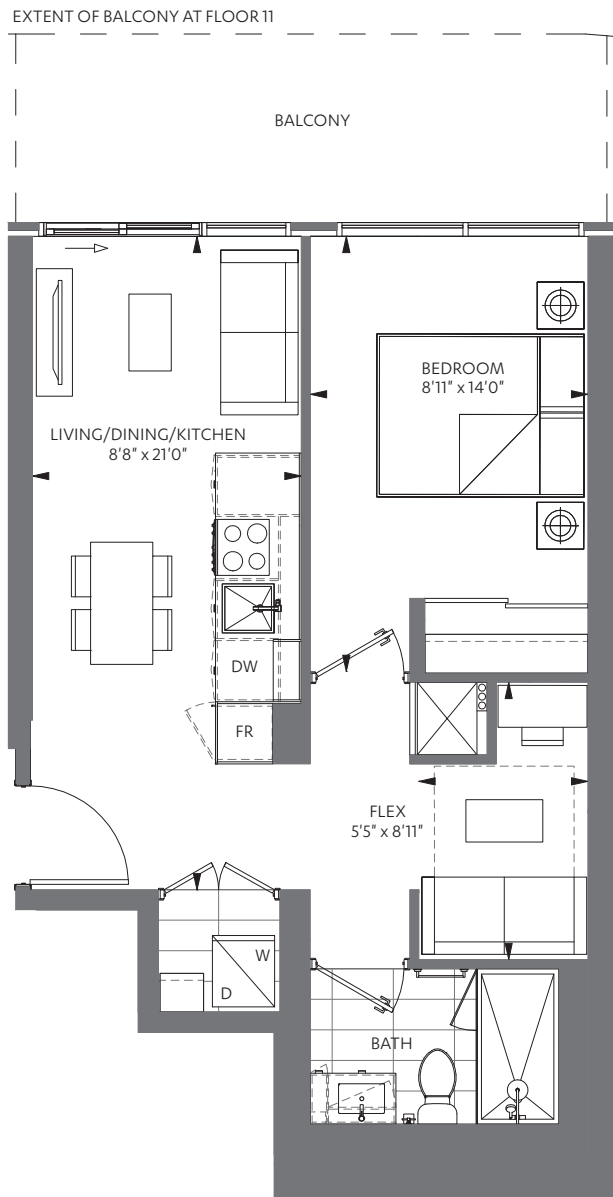 EXTENT OF BALCONY AT FLOOR 11
BALCONY
BEDROOM
8'11" x 14'0"
LIVING/DINING/KITCHEN
8'8" x 21'0"
DW
FR
FLEX
5'5" x 8'11"
W
D
BATH